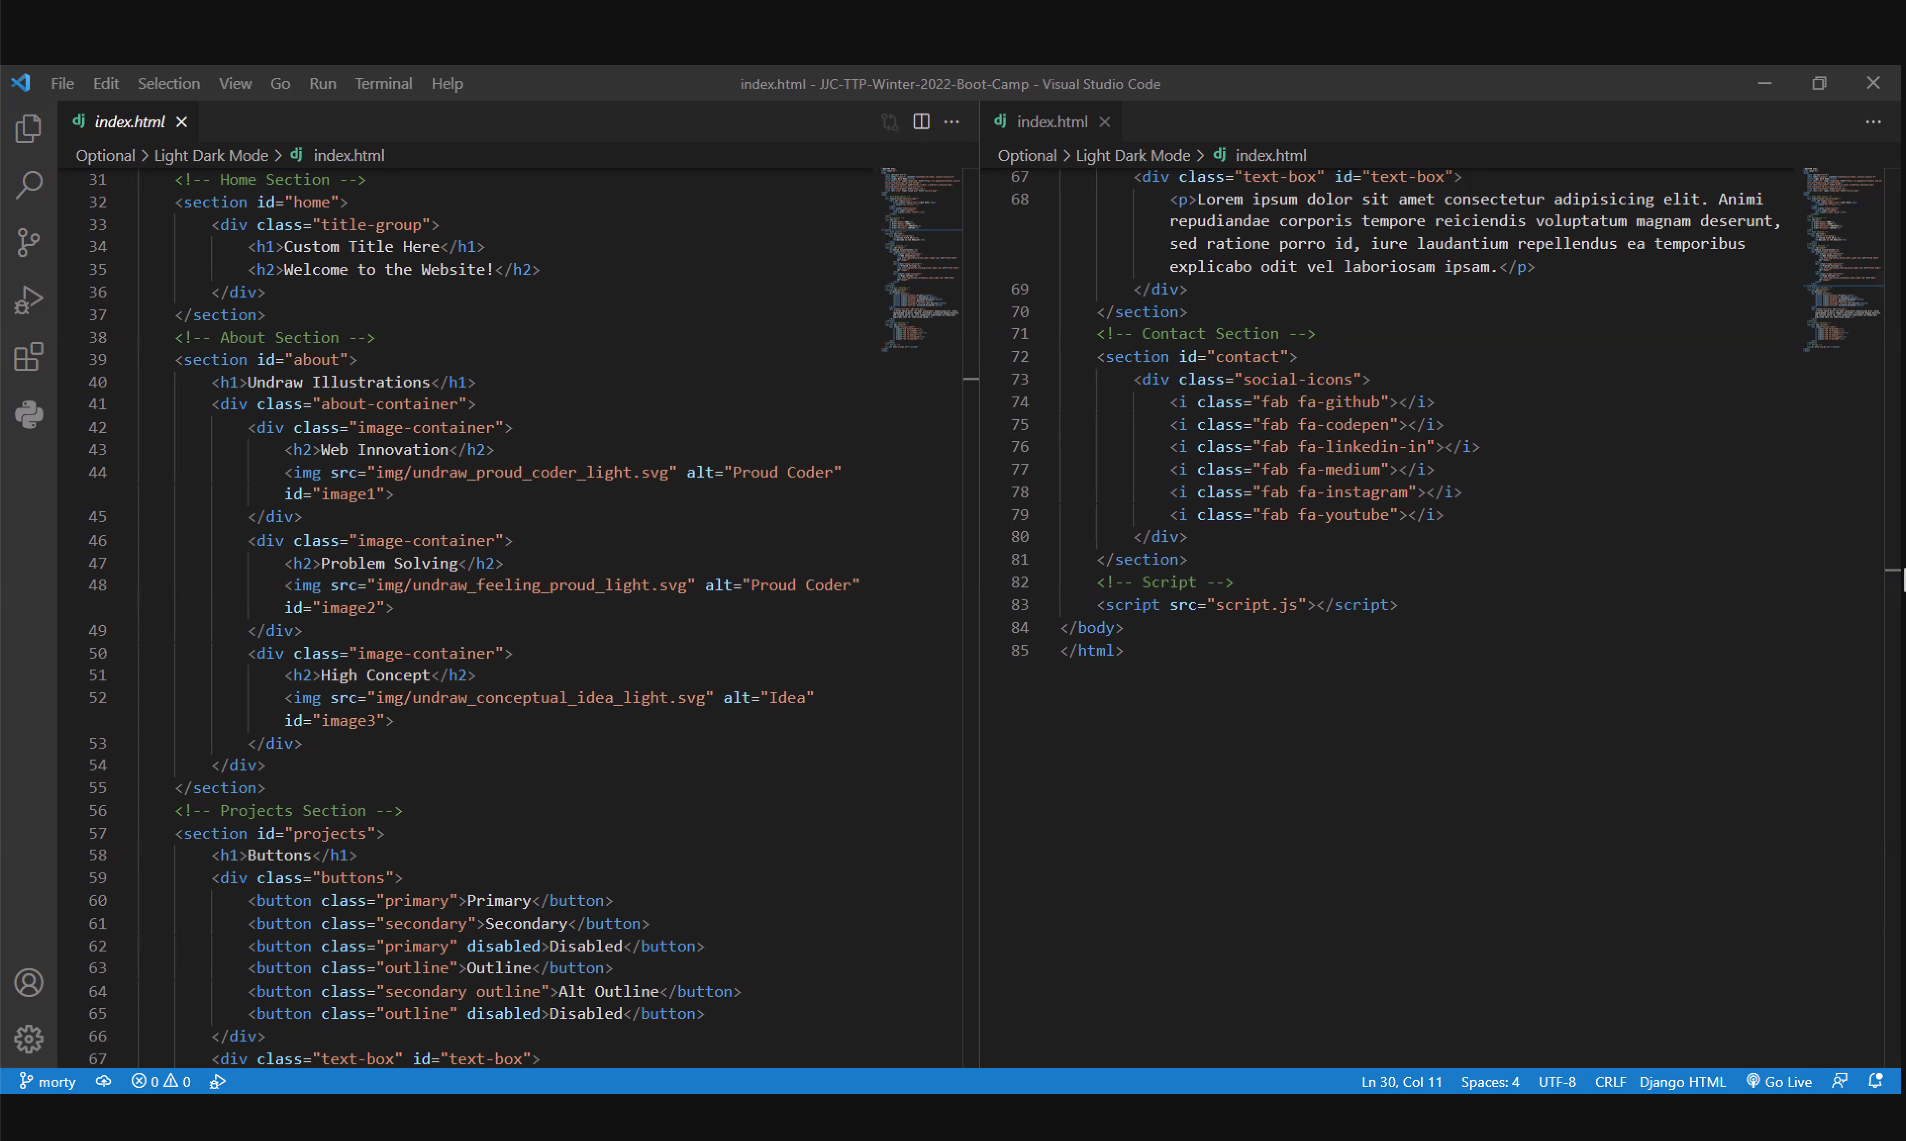 File Edit Selection View Go Run Terminal Help
index.html - JJC-TTP-Winter-2022-Boot-Camp - Visual Studio Code
dj index.html
Optional > Light Dark Mode > dj index.html
31 <!-- Home Section -->
32 <section id="home">
33 <div class="title-group">
34 <h1>Custom Title Here</h1>
35 <h2>Welcome to the Website!</h2>
36 </div>
37 </section>
38 <!-- About Section -->
39 <section id="about">
40 <h1>Undraw Illustrations</h1>
41 <div class="about-container">
42 <div class="image-container">
43 <h2>Web Innovation</h2>
44 <img src="img/undraw_proud_coder_light.svg" alt="Proud Coder"
id="image1">
45 </div>
46 <div class="image-container">
47 <h2>Problem Solving</h2>
48 <img src="img/undraw_feeling_proud_light.svg" alt="Proud Coder"
id="image2">
49 </div>
50 <div class="image-container">
51 <h2>High Concept</h2>
52 <img src="img/undraw_conceptual_idea_light.svg" alt="Idea"
id="image3">
53 </div>
54 </div>
55 </section>
56 <!-- Projects Section -->
57 <section id="projects">
58 <h1>Buttons</h1>
59 <div class="buttons">
60 <button class="primary">Primary</button>
61 <button class="secondary">Secondary</button>
62 <button class="primary" disabled>Disabled</button>
63 <button class="outline">Outline</button>
64 <button class="secondary outline">Alt Outline</button>
65 <button class="outline" disabled>Disabled</button>
66 </div>
67 <div class="text-box" id="text-box">
dj index.html
Optional > Light Dark Mode > dj index.html
67 <div class="text-box" id="text-box">
68 <p>Lorem ipsum dolor sit amet consectetur adipisicing elit. Animi
repudiandae corporis tempore reiciendis voluptatum magnam deserunt,
sed ratione porro id, iure laudantium repellendus ea temporibus
explicabo odit vel laboriosam ipsam.</p>
69 </div>
70 </section>
71 <!-- Contact Section -->
72 <section id="contact">
73 <div class="social-icons">
74 <i class="fab fa-github"></i>
75 <i class="fab fa-codepen"></i>
76 <i class="fab fa-linkedin-in"></i>
77 <i class="fab fa-medium"></i>
78 <i class="fab fa-instagram"></i>
79 <i class="fab fa-youtube"></i>
80 </div>
81 </section>
82 <!-- Script -->
83 <script src="script.js"></script>
84 </body>
85 </html>
morty 0 0 Ln 30, Col 11 Spaces: 4 UTF-8 CRLF Django HTML Go Live